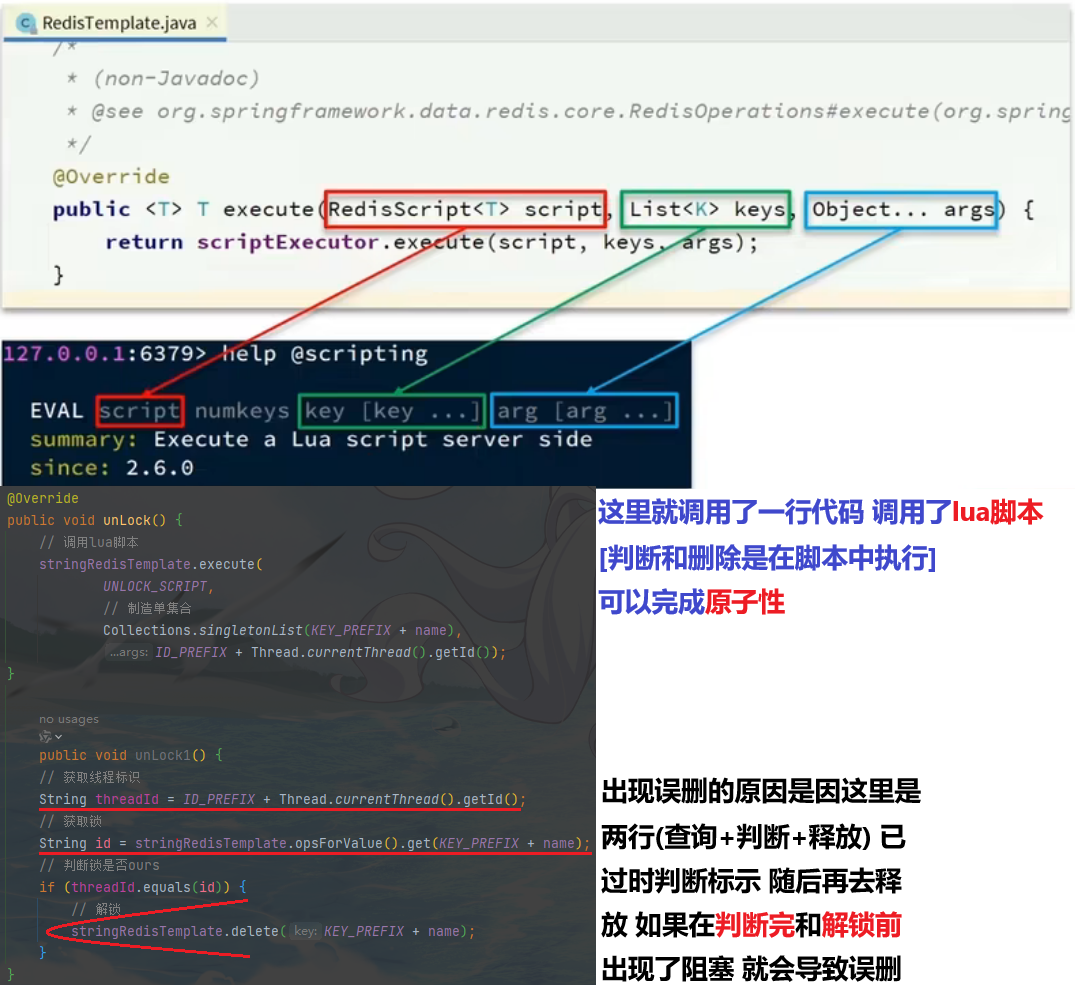 RedisTemplate.java
/*
* (non-Javadoc)
* @see org.springframework.data.redis.core.RedisOperations#execute(org.spring
*/
@Override
public <T> T execute(RedisScript<T> script, List<K> keys, Object... args) {
return scriptExecutor.execute(script, keys, args);
}
127.0.0.1:6379> help @scripting
EVAL script numkeys key [key ...] arg [arg ...]
summary: Execute a Lua script server side
since: 2.6.0
@Override
public void unLock() {
// 调用lua脚本
stringRedisTemplate.execute(
UNLOCK_SCRIPT,
// 制造单集合
Collections.singletonList(KEY_PREFIX + name),
...args: ID_PREFIX + Thread.currentThread().getId());
}
no usages
public void unLock1() {
// 获取线程标识
String threadId = ID_PREFIX + Thread.currentThread().getId();
// 获取锁
String id = stringRedisTemplate.opsForValue().get(KEY_PREFIX + name);
// 判断锁是否ours
if (threadId.equals(id)) {
// 解锁
stringRedisTemplate.delete( key: KEY_PREFIX + name);
}
}
这里就调用了一行代码 调用了lua脚本
[判断和删除是在脚本中执行]
可以完成原子性
出现误删的原因是因这里是
两行(查询+判断+释放) 已
过时判断标示 随后再去释
放 如果在判断完和解锁前
出现了阻塞 就会导致误删